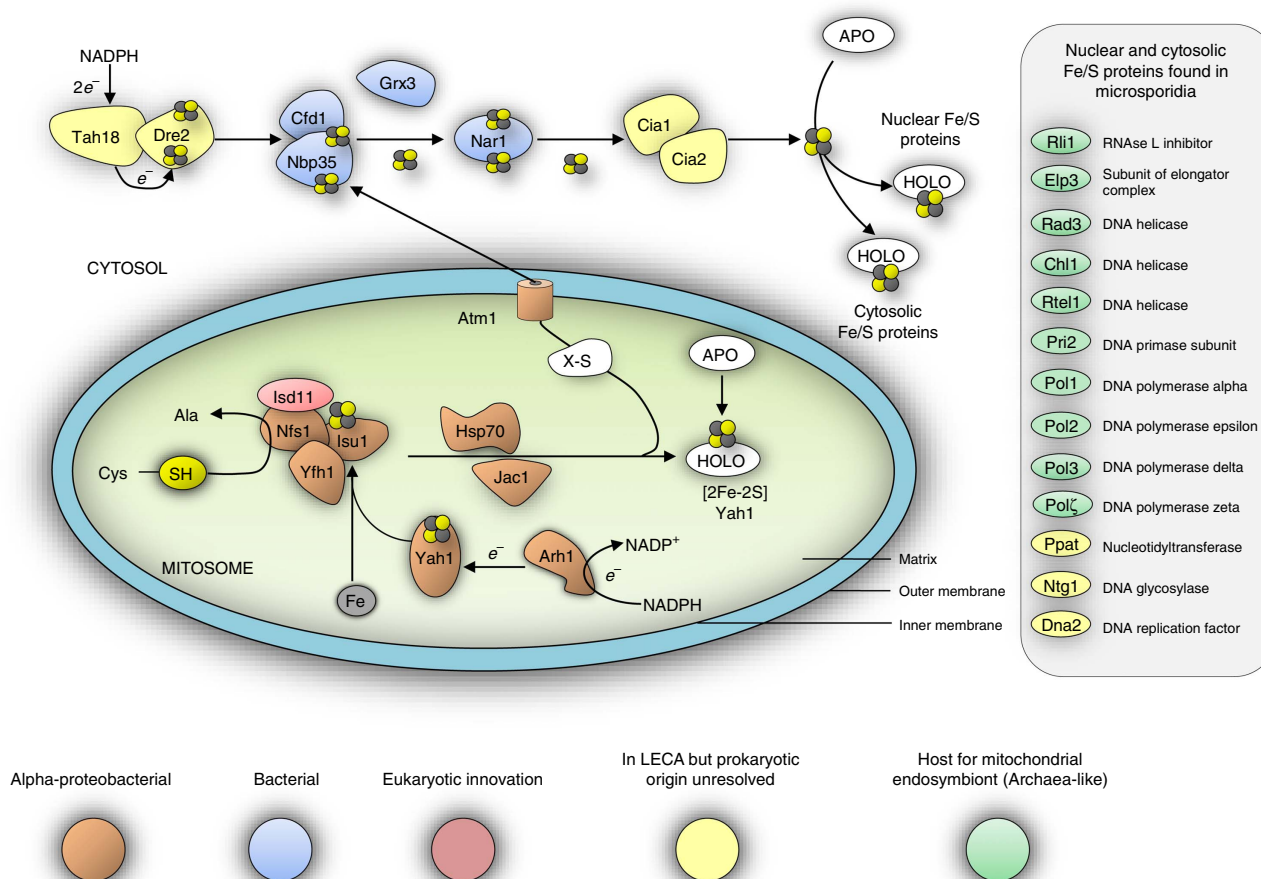 NADPH
2e–
Tah18
Dre2
e–
Cfd1
Nbp35
Grx3
Nar1
Cia1
Cia2
APO
Nuclear Fe/S
proteins
HOLO
HOLO
Cytosolic
Fe/S proteins
CYTOSOL
Atm1
X-S
APO
Isd11
Ala
Nfs1
Isu1
Hsp70
Cys
SH
Yfh1
Jac1
HOLO
[2Fe-2S]
Yah1
Yah1
e–
Arh1
NADP+
e–
NADPH
MITOSOME
Fe
Matrix
Outer membrane
Inner membrane
Nuclear and cytosolic
Fe/S proteins found in
microsporidia
Rli1 RNAse L inhibitor
Elp3 Subunit of elongator
complex
Rad3 DNA helicase
Chl1 DNA helicase
Rtel1 DNA helicase
Pri2 DNA primase subunit
Pol1 DNA polymerase alpha
Pol2 DNA polymerase epsilon
Pol3 DNA polymerase delta
Polζ DNA polymerase zeta
Ppat Nucleotidyltransferase
Ntg1 DNA glycosylase
Dna2 DNA replication factor
Alpha-proteobacterial
Bacterial
Eukaryotic innovation
In LECA but prokaryotic
origin unresolved
Host for mitochondrial
endosymbiont (Archaea-like)